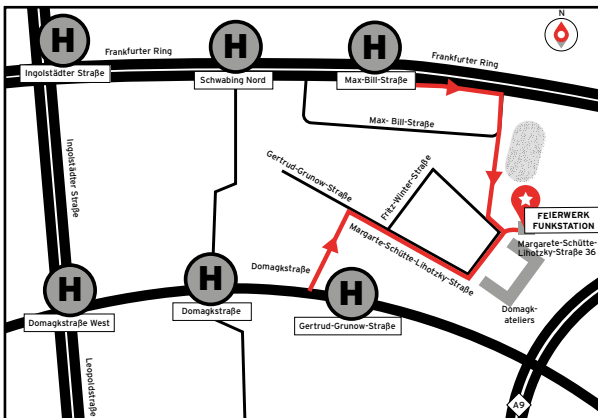 N
H
H
H
Ingolstädter Straße
Frankfurter Ring
Schwabing Nord
Max-Bill-Straße
Frankfurter Ring
Max- Bill-Straße
Ingolstädter Straße
Gertrud-Grunow-Straße
Fritz-Winter-Straße
FEIERWERK
FUNKSTATION
Margarete-Schütte-
Lihotzky-Straße 36
Margarte-Schütte-Lihotzky-Straße
Domagkstraße
H
H
H
Domagkstraße West
Domagkstraße
Gertrud-Grunow-Straße
Domagk-
ateliers
Leopoldstraße
A9